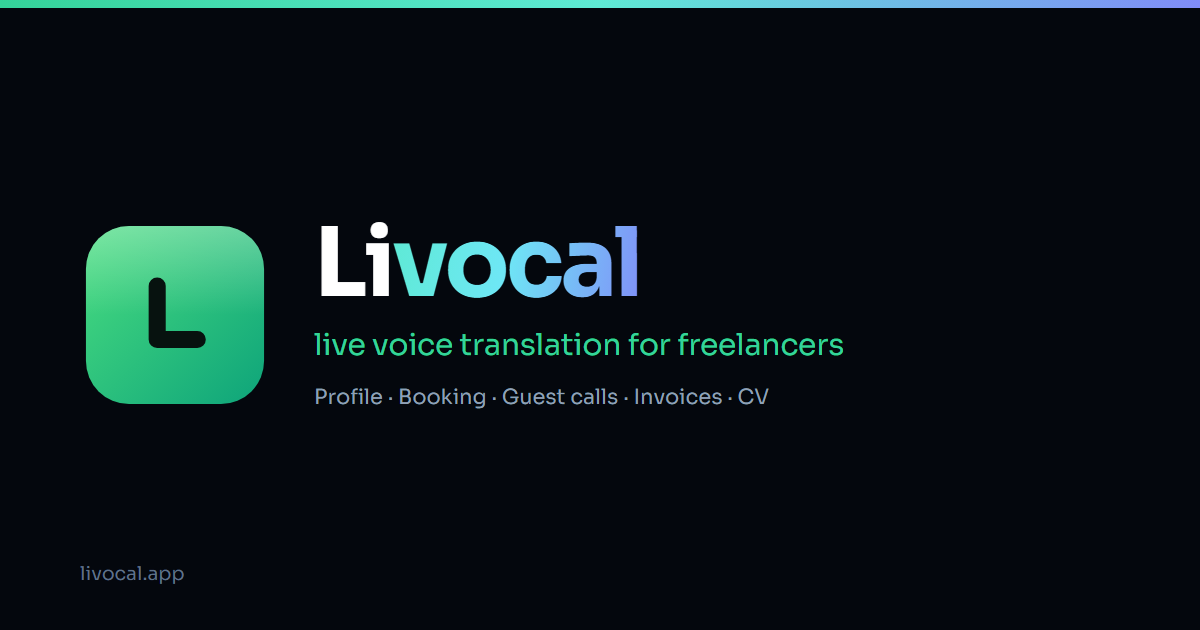 L
Livocal
live voice translation for freelancers
Profile · Booking · Guest calls · Invoices · CV
livocal.app